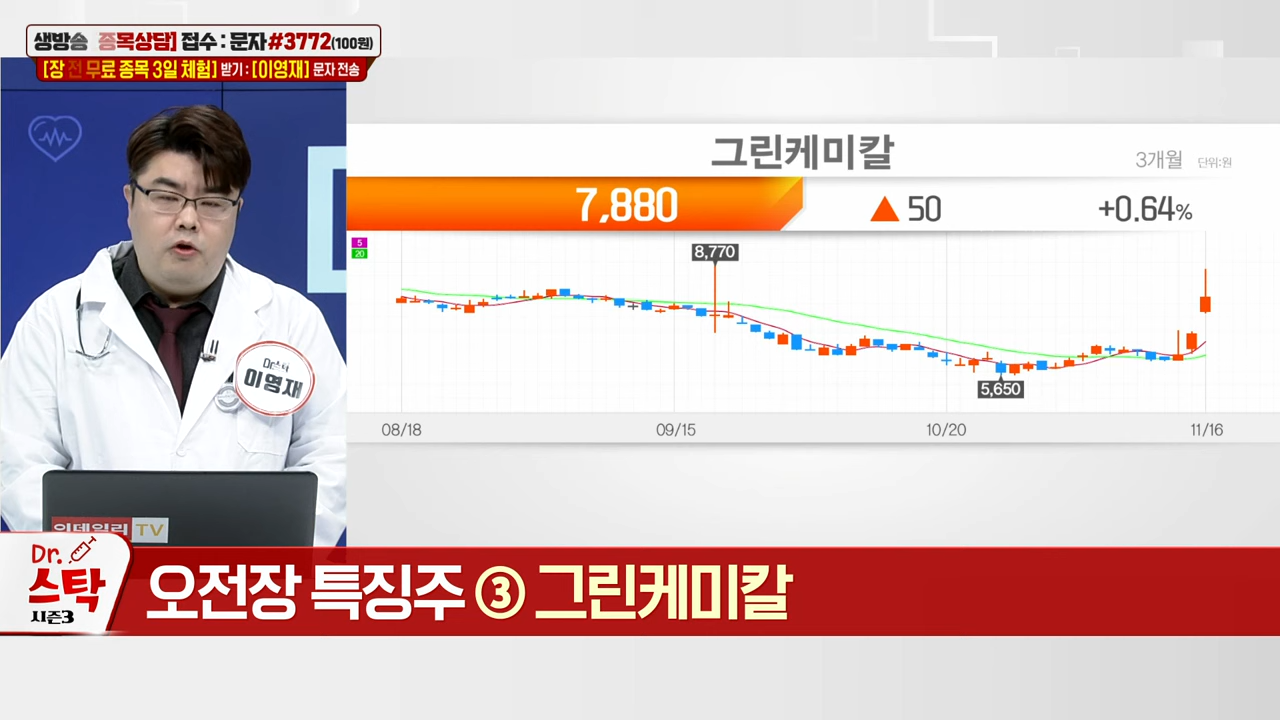 생방송 종목상담] 접수 : 문자#3772(100원)
[장 전 무료 종목 3일 체험] 받기 : [이영재] 문자 전송
그린케미칼
3개월 단위:원
7,880 ▲ 50 +0.64%
5
20
8,770
5,650
08/18 09/15 10/20 11/16
Dr.스탁
이영재
이데일리TV
Dr.
스탁
시즌3
오전장 특징주 ③ 그린케미칼